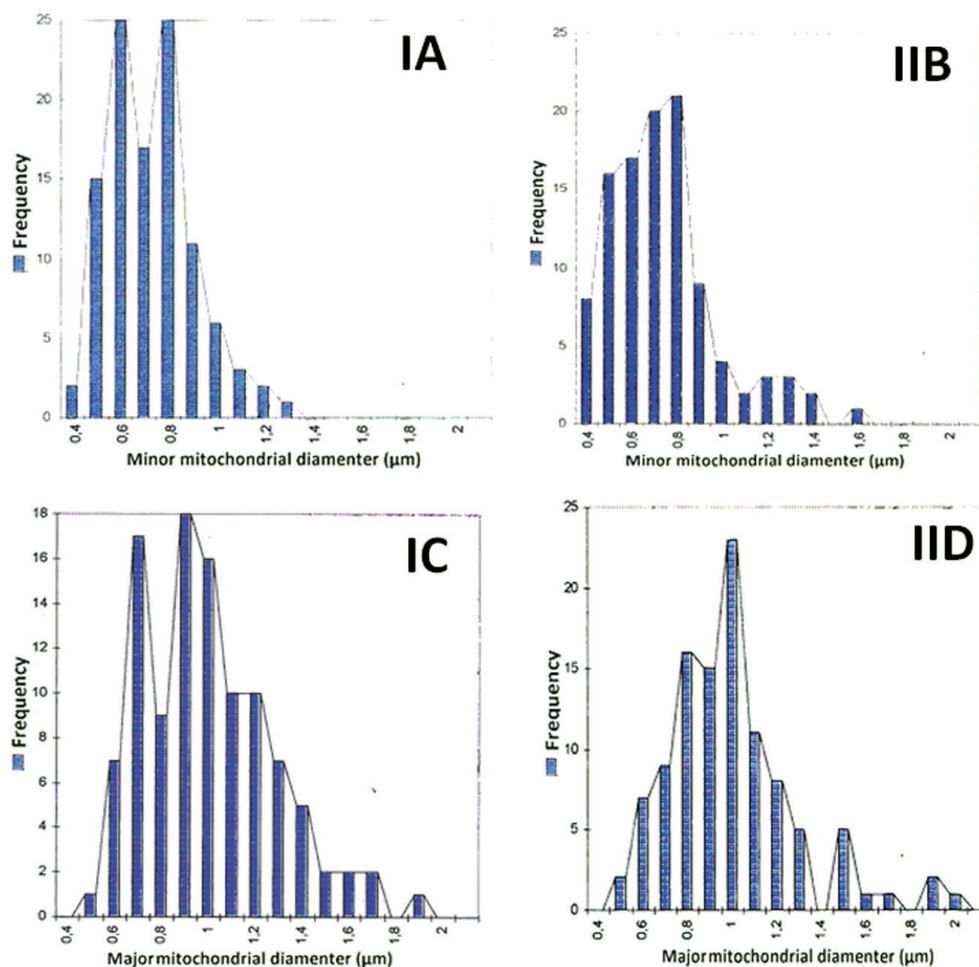 IA
25
20
15
10
5
0
Frequency
0,4 0,6 0,8 1 1,2 1,4 1,6 1,8 2
Minor mitochondrial diamenter (µm)
IIB
25
20
15
10
5
0
Frequency
0,4 0,6 0,8 1 1,2 1,4 1,6 1,8 2
Minor mitochondrial diamenter (µm)
IC
18
16
14
12
10
8
6
4
2
0
Frequency
0,4 0,6 0,8 1 1,2 1,4 1,6 1,8 2
Major mitochondrial diamenter (µm)
IID
25
20
15
10
5
0
Frequency
0,4 0,6 0,8 1 1,2 1,4 1,6 1,8 2
Major mitochondrial diamenter (µm)